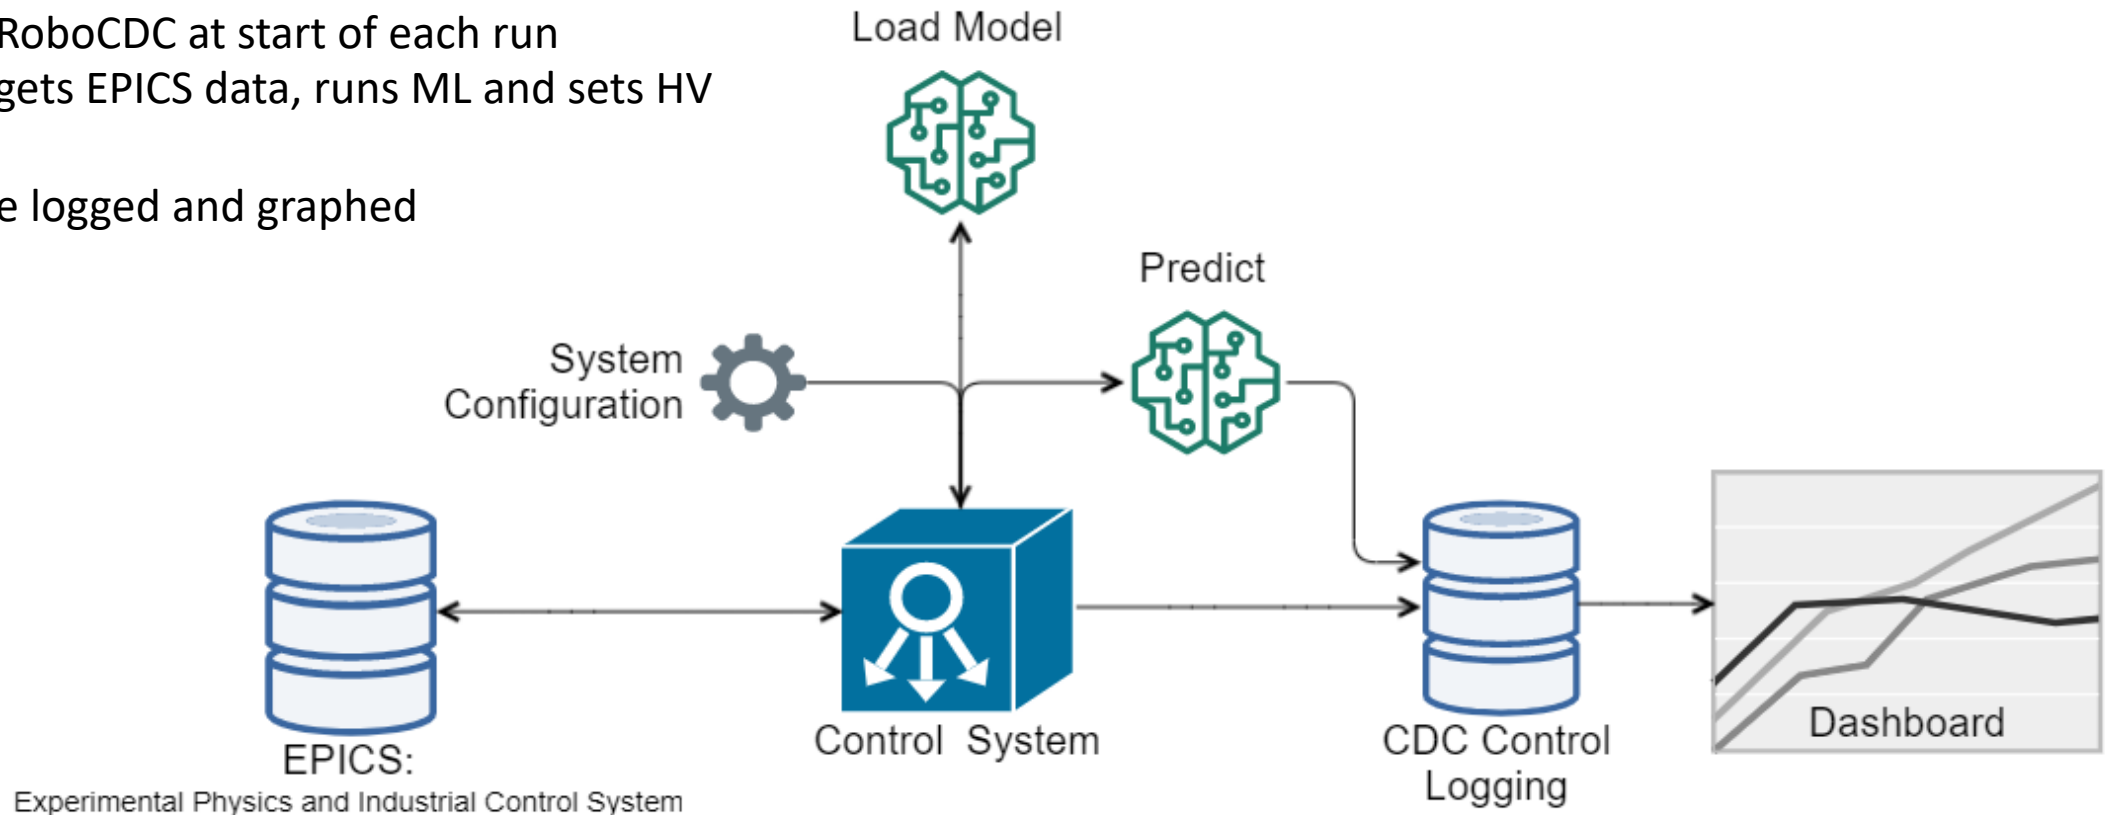 RoboCDC at start of each run
gets EPICS data, runs ML and sets HV
e logged and graphed
Load Model
Predict
System
Configuration
EPICS:
Experimental Physics and Industrial Control System
Control System
CDC Control
Logging
Dashboard